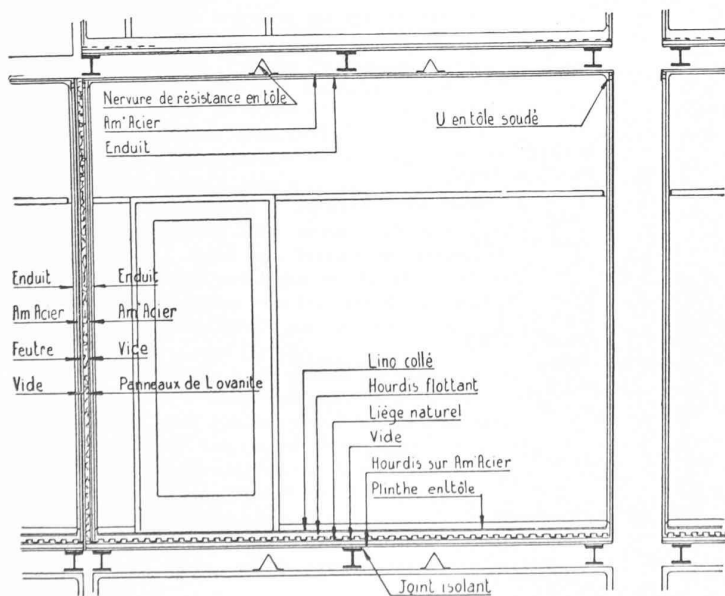 Nervure de résistance en tôle
Am'Acier
Enduit
U en tôle soudé
Enduit
Enduit
Am Acier
Am'Acier
Feutre
Vide
Vide
Panneaux de Lovanite
Lino collé
Hourdis flottant
Liége naturel
Vide
Hourdis sur Am'Acier
Plinthe en tôle
Joint isolant